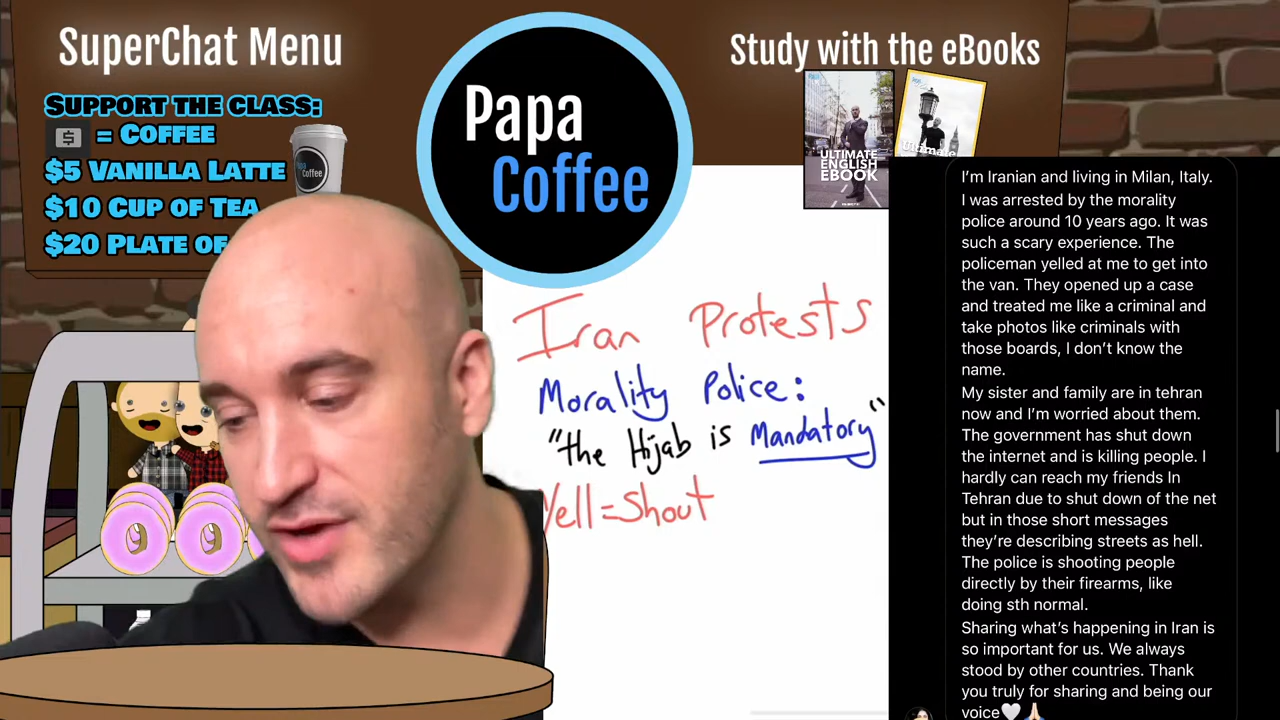 SuperChat Menu
SUPPORT THE CLASS:
$ = COFFEE
$5 VANILLA LATTE
$10 CUP OF TEA
$20 PLATE OF
Papa
Coffee
Study with the eBooks
ULTIMATE
ENGLISH
EBOOK
Ultimate
Iran Protests
Morality Police:
"the Hijab is Mandatory"
Yell=Shout
I'm Iranian and living in Milan, Italy.
I was arrested by the morality
police around 10 years ago. It was
such a scary experience. The
policeman yelled at me to get into
the van. They opened up a case
and treated me like a criminal and
take photos like criminals with
those boards, I don't know the
name.
My sister and family are in tehran
now and I'm worried about them.
The government has shut down
the internet and is killing people. I
hardly can reach my friends In
Tehran due to shut down of the net
but in those short messages
they're describing streets as hell.
The police is shooting people
directly by their firearms, like
doing sth normal.
Sharing what's happening in Iran is
so important for us. We always
stood by other countries. Thank
you truly for sharing and being our
voice🤍🙏🏻